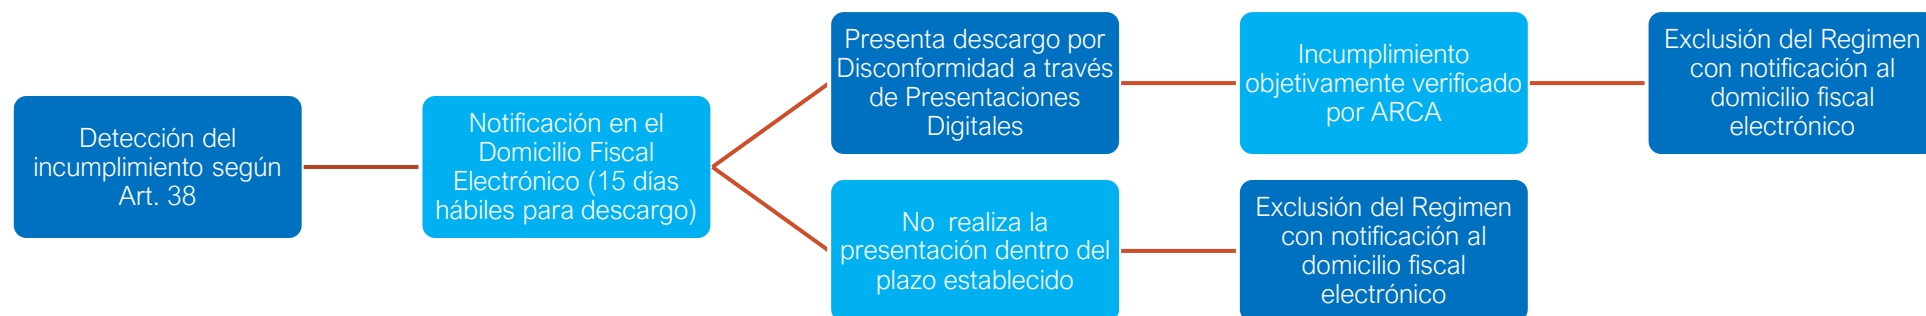 Detección del
incumplimiento según
Art. 38
Notificación en el
Domicilio Fiscal
Electrónico (15 días
hábiles para descargo)
Presenta descargo por
Disconformidad a través
de Presentaciones
Digitales
Incumplimiento
objetivamente verificado
por ARCA
Exclusión del Regimen
con notificación al
domicilio fiscal
electrónico
No realiza la
presentación dentro del
plazo establecido
Exclusión del Regimen
con notificación al
domicilio fiscal
electrónico